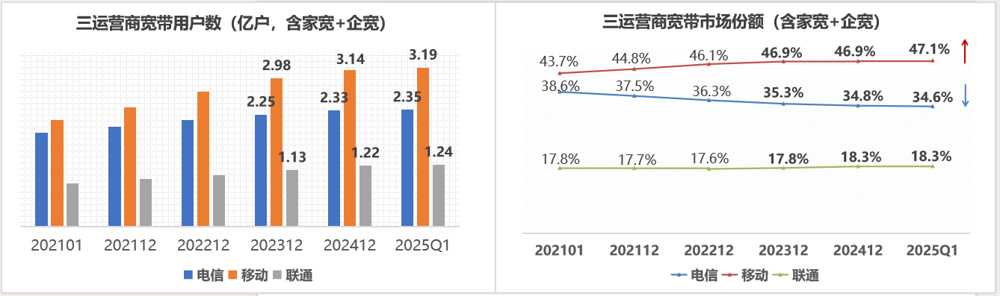 三运营商宽带用户数（亿户，含家宽+企宽）
3.19
3.14
2.98
2.35
2.33
2.25
1.24
1.22
1.13
202101 202112 202212 202312 202412 2025Q1
电信 移动 联通
三运营商宽带市场份额（含家宽+企宽）
43.7% 44.8% 46.1% 46.9% 46.9% 47.1%
38.6% 37.5% 36.3% 35.3% 34.8% 34.6%
17.8% 17.7% 17.6% 17.8% 18.3% 18.3%
202101 202112 202212 202312 202412 2025Q1
电信 移动 联通